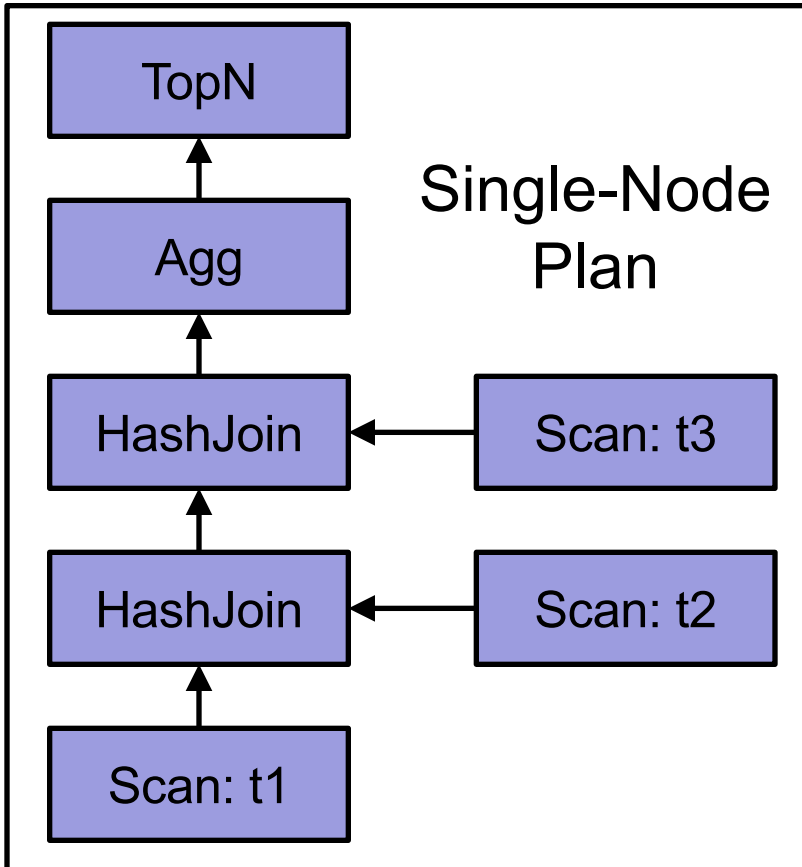 TopN
Single-Node
Plan
Agg
HashJoin
Scan: t3
HashJoin
Scan: t2
Scan: t1